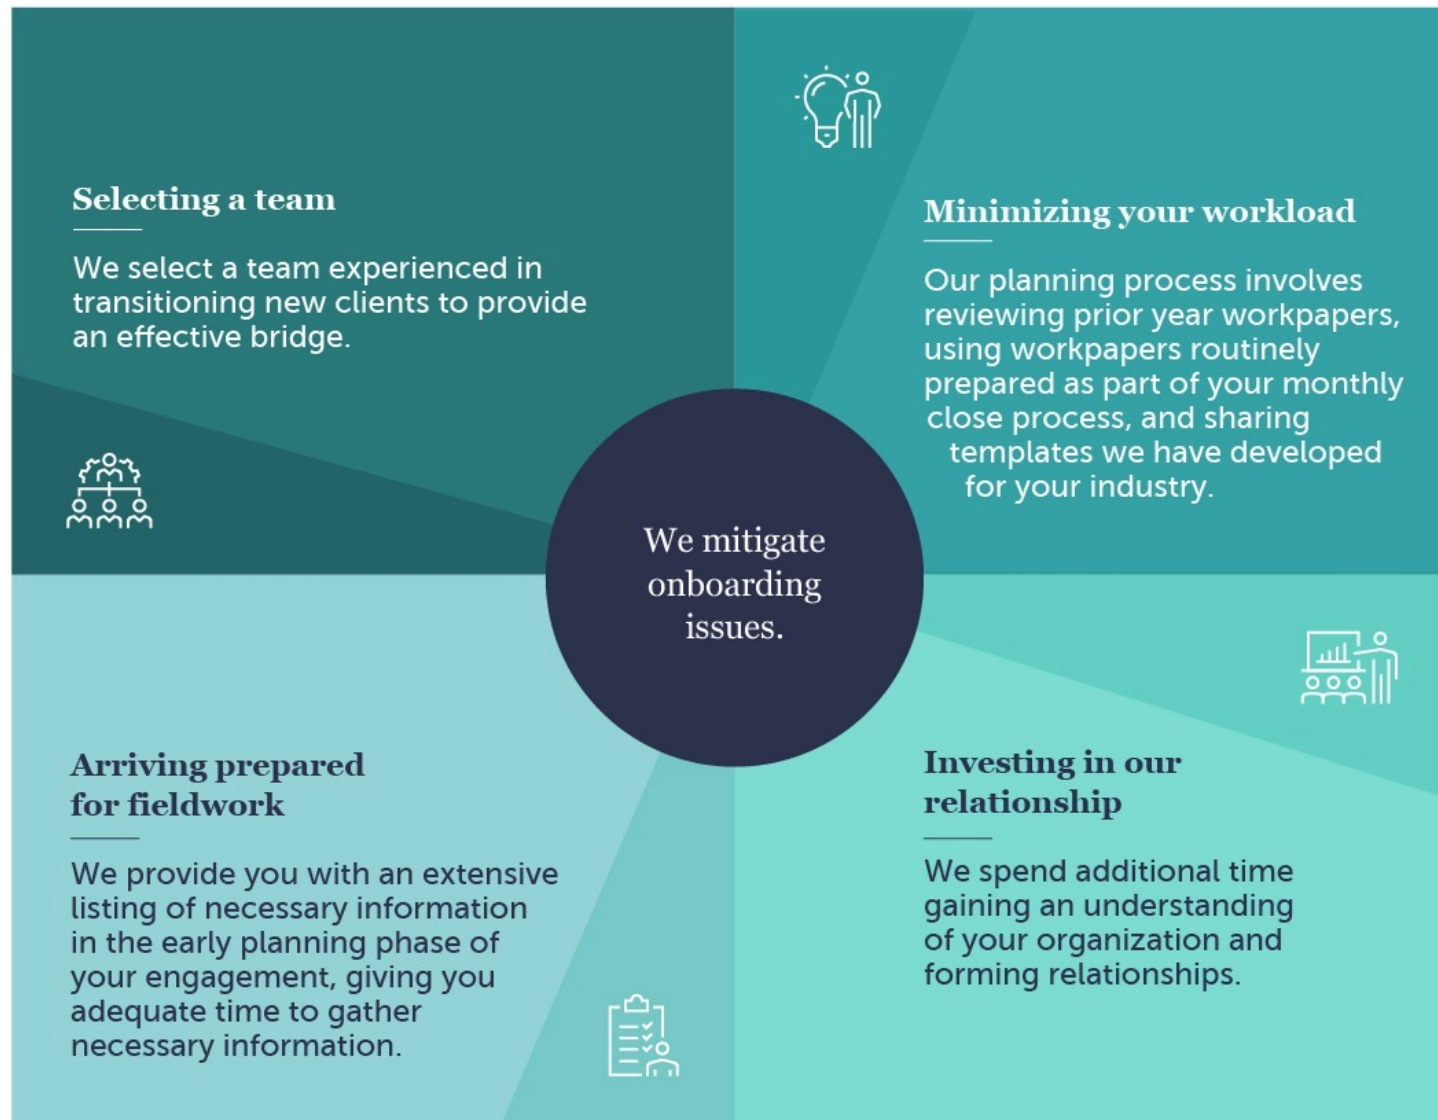 Selecting a team
We select a team experienced in
transitioning new clients to provide
an effective bridge.
Minimizing your workload
Our planning process involves
reviewing prior year workpapers,
using workpapers routinely
prepared as part of your monthly
close process, and sharing
templates we have developed
for your industry.
We mitigate
onboarding
issues.
Arriving prepared
for fieldwork
We provide you with an extensive
listing of necessary information
in the early planning phase of
your engagement, giving you
adequate time to gather
necessary information.
Investing in our
relationship
We spend additional time
gaining an understanding
of your organization and
forming relationships.